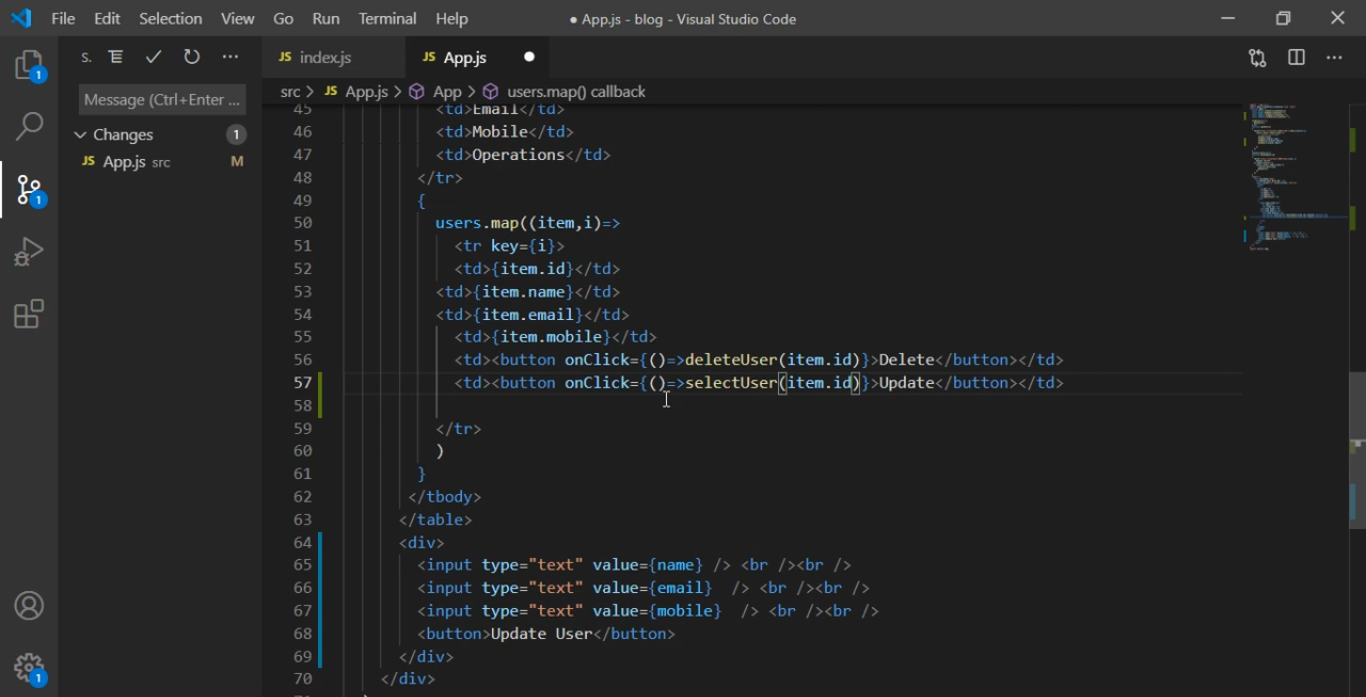 File Edit Selection View Go Run Terminal Help
● App.js - blog - Visual Studio Code
S.
JS index.js
JS App.js ●
src > JS App.js > App > users.map() callback
Message (Ctrl+Enter ...
Changes 1
JS App.js src M
1
1
1
45 <td>Email</td>
46 <td>Mobile</td>
47 <td>Operations</td>
48 </tr>
49 {
50 users.map((item,i)=>
51 <tr key={i}>
52 <td>{item.id}</td>
53 <td>{item.name}</td>
54 <td>{item.email}</td>
55 <td>{item.mobile}</td>
56 <td><button onClick={()=>deleteUser(item.id)}>Delete</button></td>
57 <td><button onClick={()=>selectUser(item.id)}>Update</button></td>
58
59 </tr>
60 )
61 }
62 </tbody>
63 </table>
64 <div>
65 <input type="text" value={name} /> <br /><br />
66 <input type="text" value={email} /> <br /><br />
67 <input type="text" value={mobile} /> <br /><br />
68 <button>Update User</button>
69 </div>
70 </div>